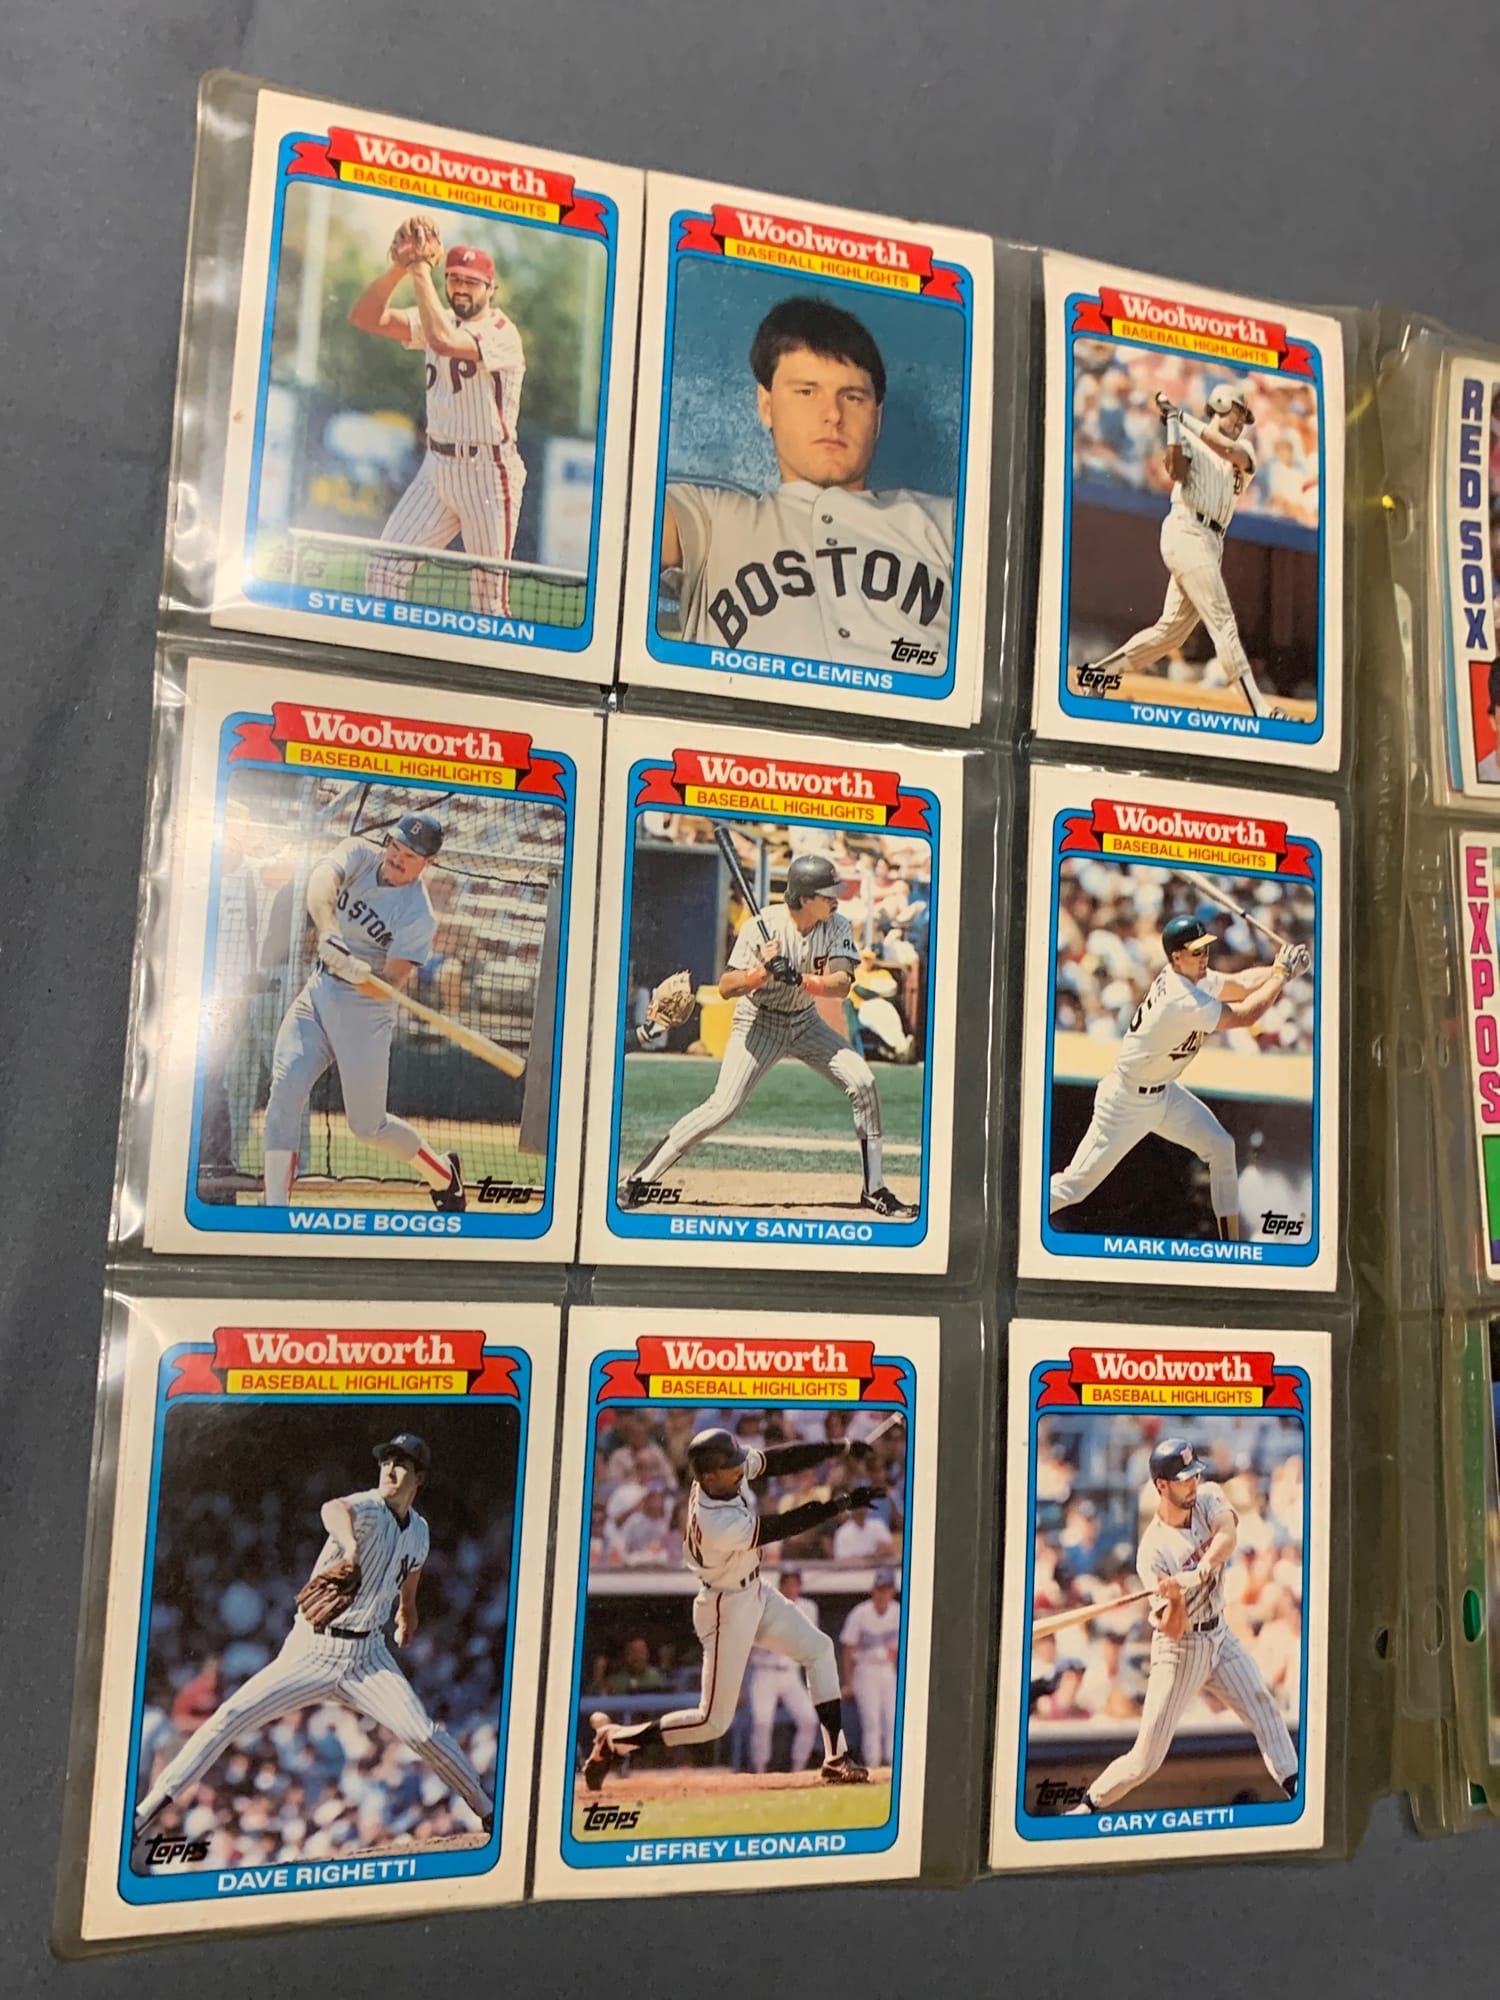 Woolworth
BASEBALL HIGHLIGHTS
P
Topps
STEVE BEDROSIAN
Woolworth
BASEBALL HIGHLIGHTS
BOSTON
Topps
ROGER CLEMENS
Woolworth
BASEBALL HIGHLIGHTS
Topps
TONY GWYNN
RED SOX
Woolworth
BASEBALL HIGHLIGHTS
B
BOSTON
Topps
WADE BOGGS
Woolworth
BASEBALL HIGHLIGHTS
Topps
BENNY SANTIAGO
Woolworth
BASEBALL HIGHLIGHTS
Topps
MARK McGWIRE
EXPOS
Woolworth
BASEBALL HIGHLIGHTS
Topps
DAVE RIGHETTI
Woolworth
BASEBALL HIGHLIGHTS
Topps
JEFFREY LEONARD
Woolworth
BASEBALL HIGHLIGHTS
Topps
GARY GAETTI